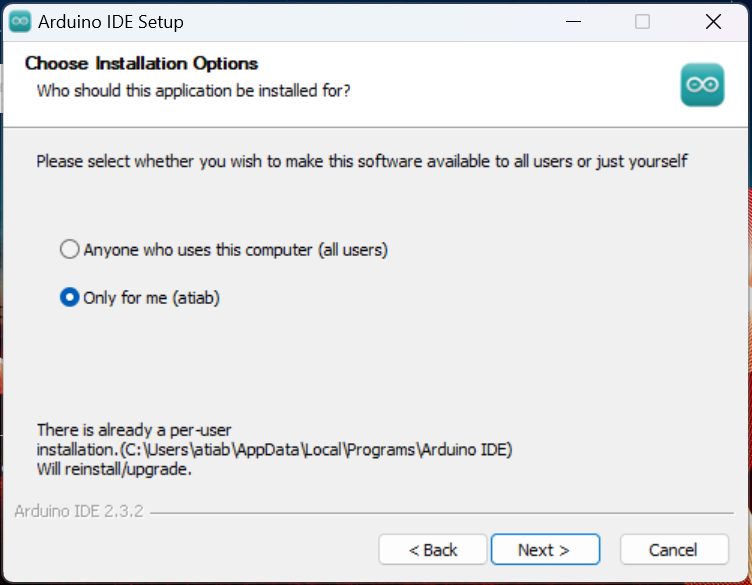 Arduino IDE Setup
Choose Installation Options
Who should this application be installed for?
Please select whether you wish to make this software available to all users or just yourself
Anyone who uses this computer (all users)
Only for me (atiab)
There is already a per-user
installation.(C:\Users\atiab\AppData\Local\Programs\Arduino IDE)
Will reinstall/upgrade.
Arduino IDE 2.3.2
< Back
Next >
Cancel